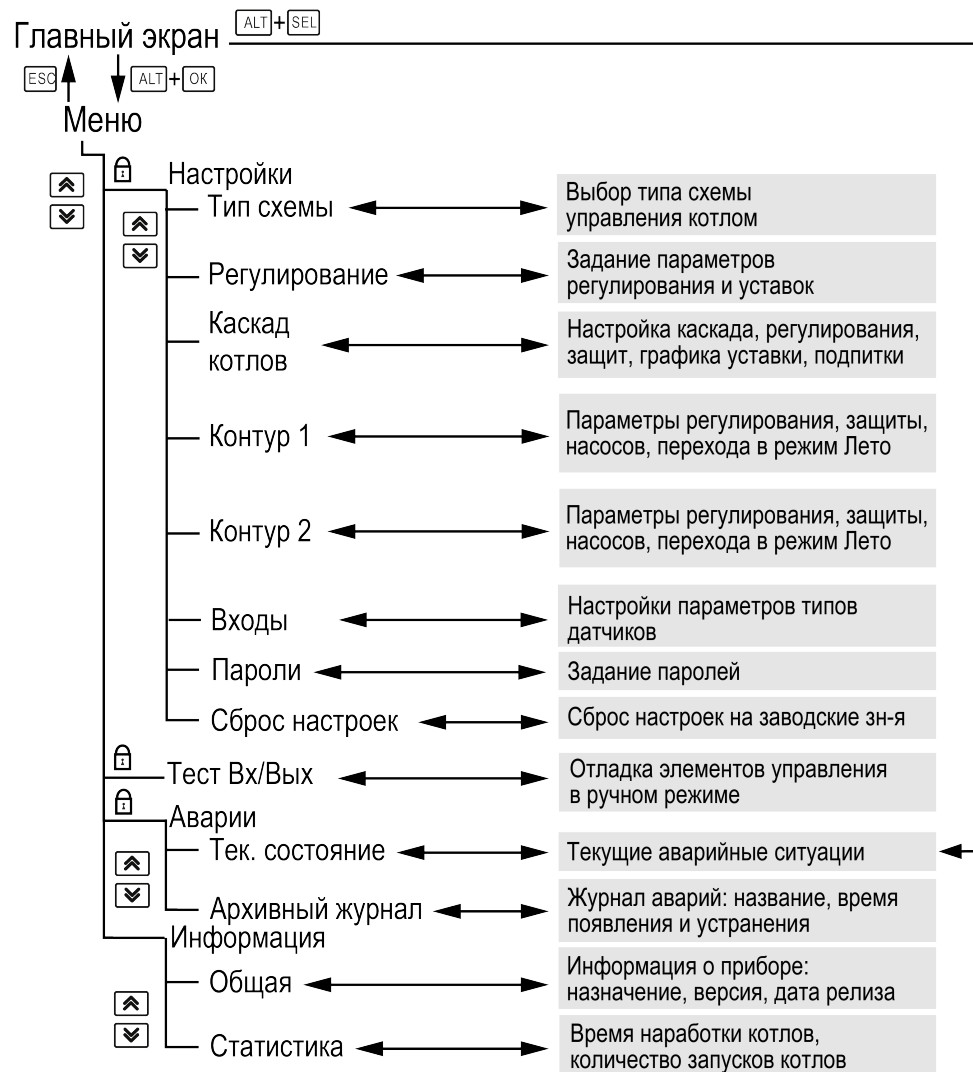 ALT+SEL
Главный экран
ESC ALT+OK
Меню
Настройки
Тип схемы
Выбор типа схемы
управления котлом
Регулирование
Задание параметров
регулирования и уставок
Каскад
котлов
Настройка каскада, регулирования,
защит, графика уставки, подпитки
Контур 1
Параметры регулирования, защиты,
насосов, перехода в режим Лето
Контур 2
Параметры регулирования, защиты,
насосов, перехода в режим Лето
Входы
Настройки параметров типов
датчиков
Пароли
Задание паролей
Сброс настроек
Сброс настроек на заводские зн-я
Тест Вх/Вых
Отладка элементов управления
в ручном режиме
Аварии
Тек. состояние
Текущие аварийные ситуации
Архивный журнал
Журнал аварий: название, время
появления и устранения
Информация
Общая
Информация о приборе:
назначение, версия, дата релиза
Статистика
Время наработки котлов,
количество запусков котлов